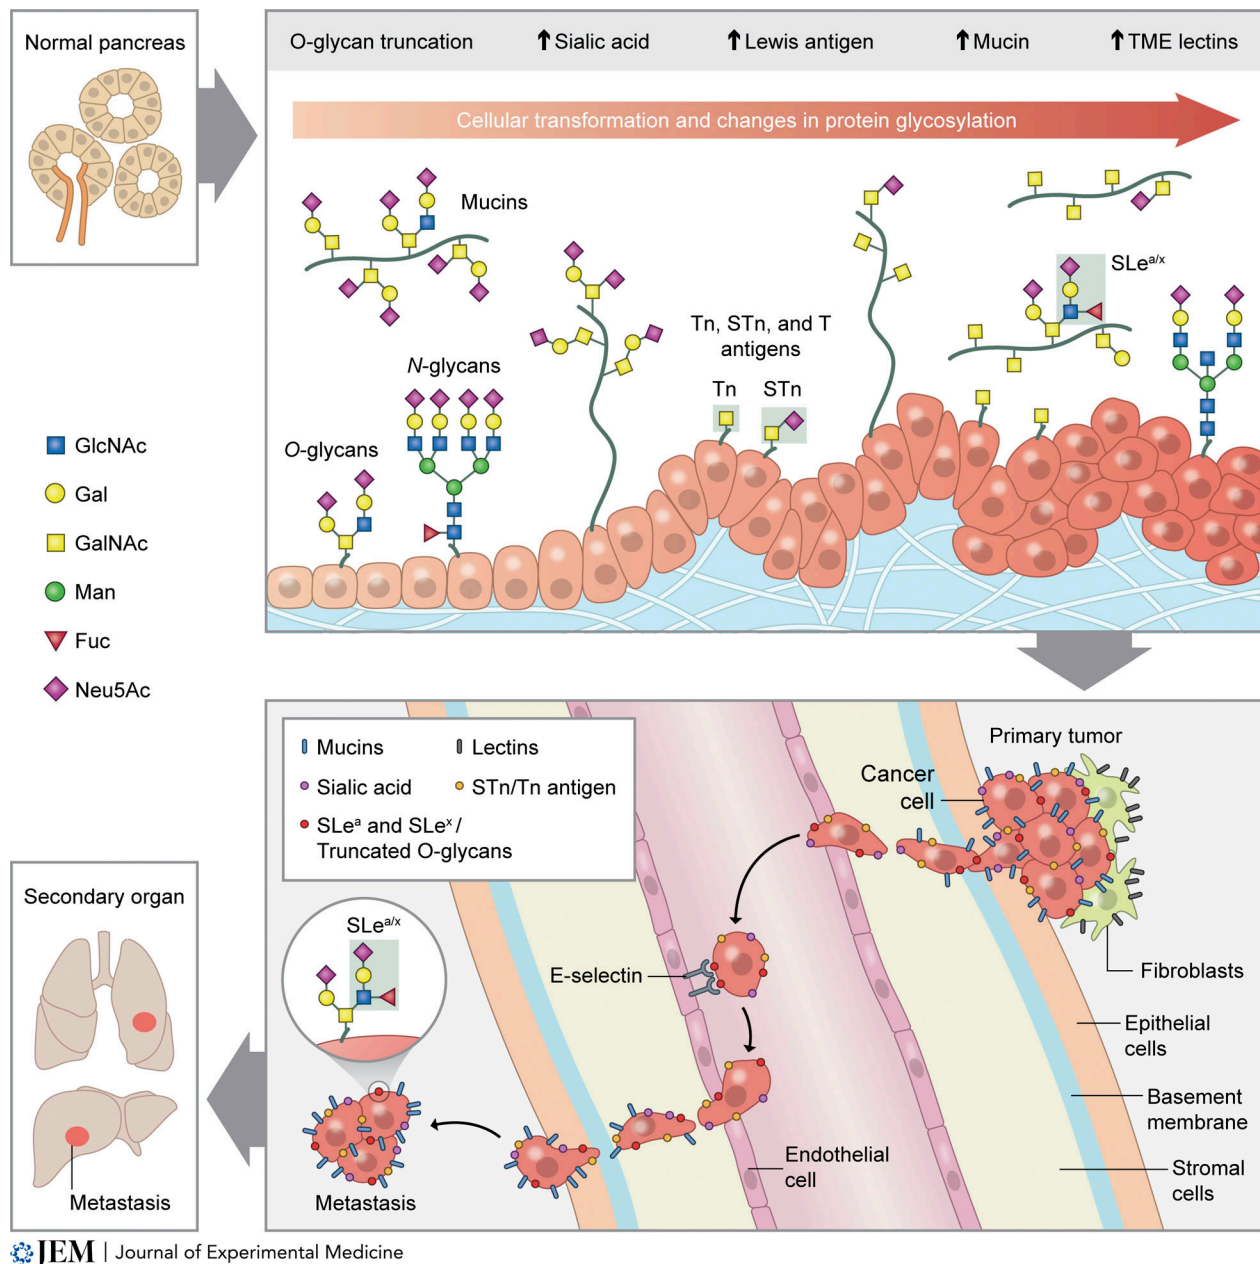 Normal pancreas
O-glycan truncation
↑ Sialic acid
↑ Lewis antigen
↑ Mucin
↑ TME lectins
Cellular transformation and changes in protein glycosylation
Mucins
N-glycans
O-glycans
Tn, STn, and T
antigens
Tn
STn
SLeᵃ/ˣ
GlcNAc
Gal
GalNAc
Man
Fuc
Neu5Ac
Mucins
Lectins
Sialic acid
STn/Tn antigen
SLeᵃ and SLeˣ/
Truncated O-glycans
Primary tumor
Cancer
cell
Fibroblasts
Epithelial
cells
Basement
membrane
Stromal
cells
E-selectin
Endothelial
cell
SLeᵃ/ˣ
Metastasis
Secondary organ
Metastasis
JEM | Journal of Experimental Medicine